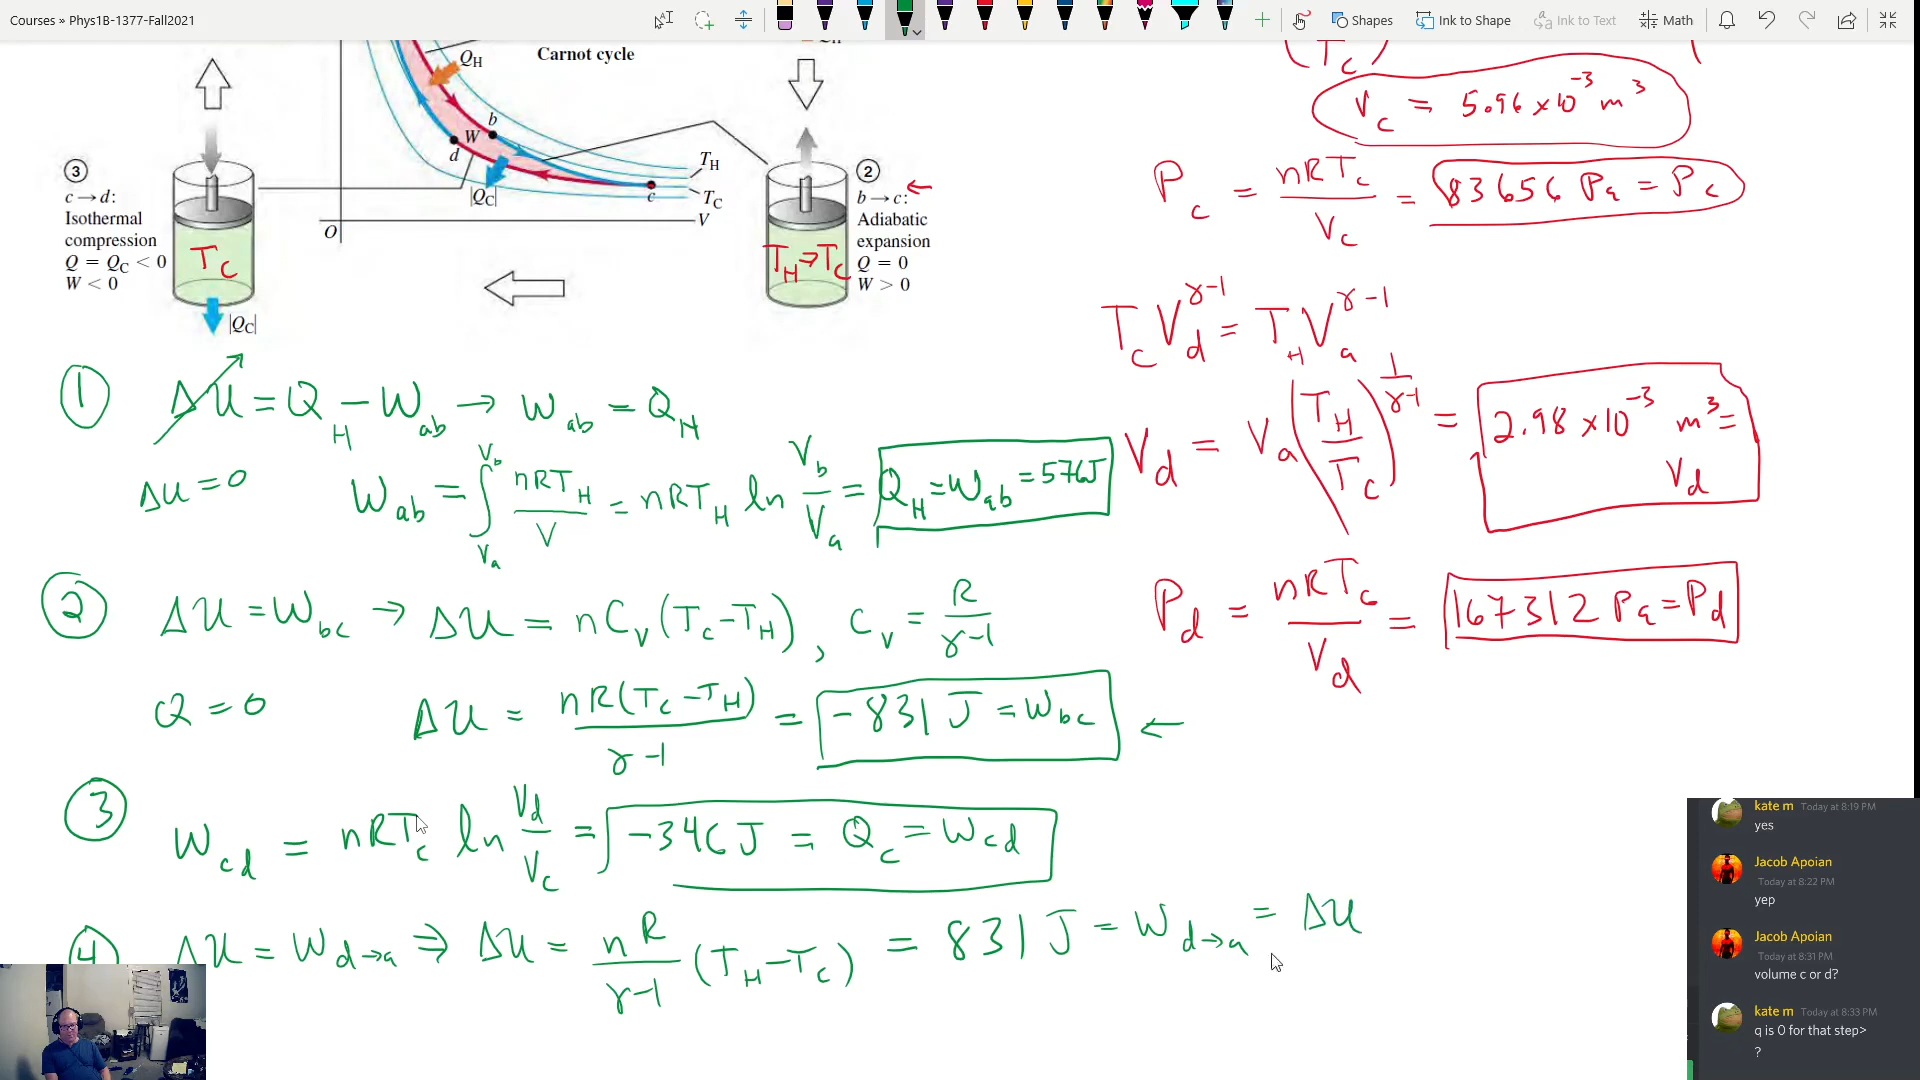 Courses » Phys1B-1377-Fall2021
Shapes
Ink to Shape
Ink to Text
Math
Carnot cycle
Q_H
b
W
d
c
|Q_C|
T_H
T_C
V
O
③
c → d:
Isothermal
compression
Q = Q_C < 0
W < 0
T_C
|Q_C|
②
b → c: ←
Adiabatic
expansion
Q = 0
W > 0
T_H → T_C
① ΔU = Q_H − W_ab → W_ab = Q_H
ΔU = 0
W_ab = ∫_{V_a}^{V_b} nRT_H / V = nRT_H ln V_b / V_a = Q_H = W_ab = 576J
② ΔU = W_bc → ΔU = nC_v (T_C − T_H), C_v = R / γ−1
Q = 0
ΔU = nR(T_C − T_H) / γ−1 = −831 J = W_bc ←
③ W_cd = nRT_C ln V_d / V_c = −346 J = Q_C = W_cd
④ ΔU = W_d→a ⇒ ΔU = nR / γ−1 (T_H − T_C) = 831 J = W_d→a = ΔU
(T_C)
V_c = 5.96 × 10^-3 m^3
P_c = nRT_C / V_c = 83656 Pa = P_c
T_C V_d^γ−1 = T_H V_a^γ−1
V_d = V_a (T_H / T_C)^1/γ−1 = 2.98 × 10^-3 m^3 =
V_d
P_d = nRT_C / V_d = 167312 Pa = P_d
kate m Today at 8:19 PM
yes
Jacob Apoian
Today at 8:22 PM
yep
Jacob Apoian
Today at 8:31 PM
volume c or d?
kate m Today at 8:33 PM
q is 0 for that step>
?